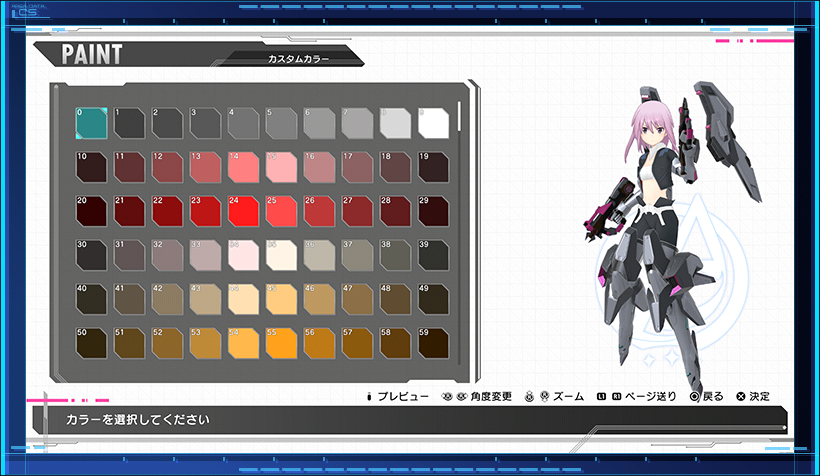 MEGA DATA
LCS
PAINT
カスタムカラー
0 1 2 3 4 5 6 7 8 9
10 11 12 13 14 15 16 17 18 19
20 21 22 23 24 25 26 27 28 29
30 31 32 33 34 35 36 37 38 39
40 41 42 43 44 45 46 47 48 49
50 51 52 53 54 55 56 57 58 59
プレビュー 角度変更 ズーム L1 R1 ページ送り 戻る 決定
カラーを選択してください